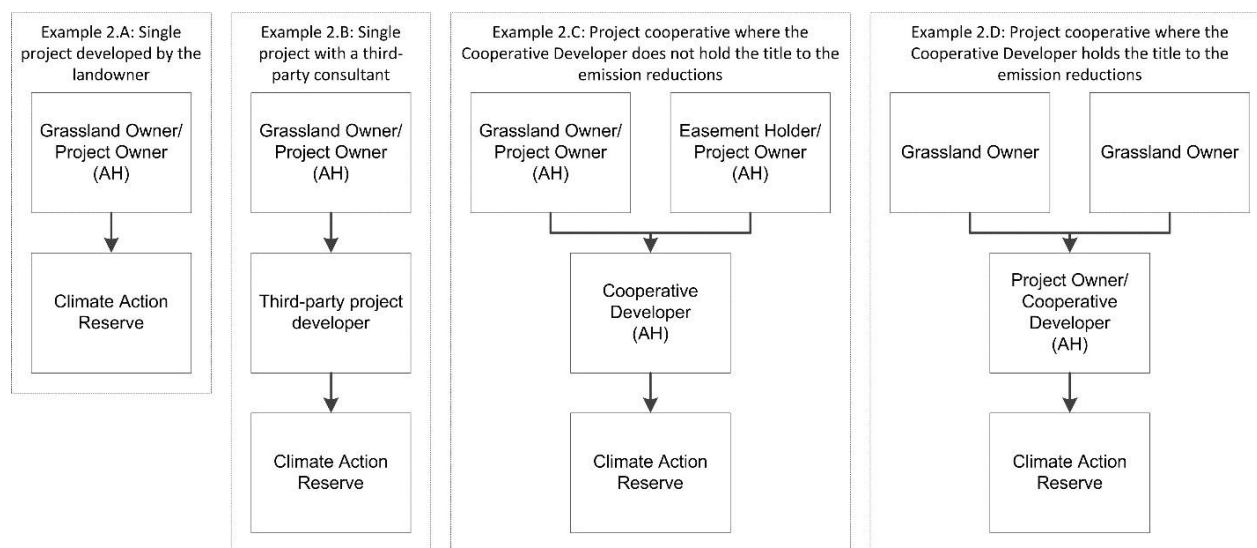 Example 2.A: Single
project developed by the
landowner
Grassland Owner/
Project Owner
(AH)
Climate Action
Reserve
Example 2.B: Single
project with a third-
party consultant
Grassland Owner/
Project Owner
(AH)
Third-party project
developer
Climate Action
Reserve
Example 2.C: Project cooperative where the
Cooperative Developer does not hold the title to the
emission reductions
Grassland Owner/
Project Owner
(AH)
Easement Holder/
Project Owner
(AH)
Cooperative
Developer
(AH)
Climate Action
Reserve
Example 2.D: Project cooperative where the
Cooperative Developer holds the title to the
emission reductions
Grassland Owner
Grassland Owner
Project Owner/
Cooperative
Developer
(AH)
Climate Action
Reserve